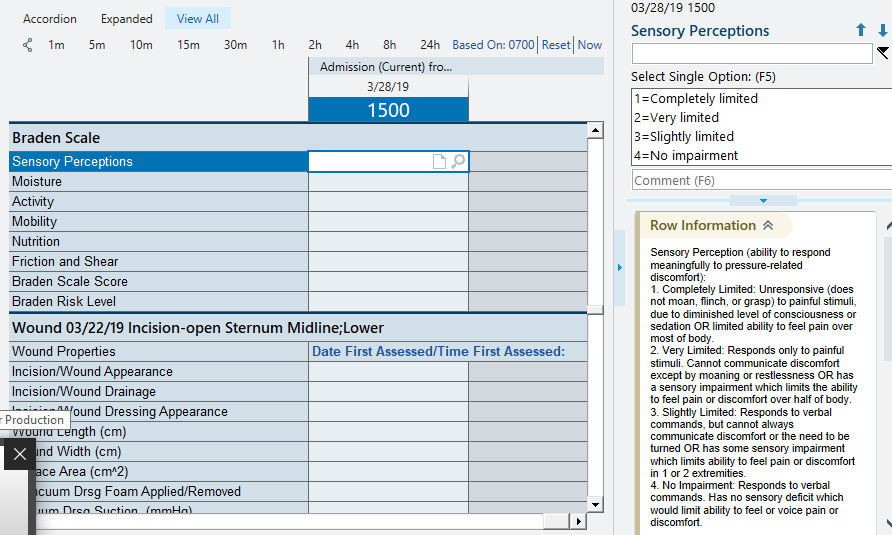 Accordion Expanded View All
1m 5m 10m 15m 30m 1h 2h 4h 8h 24h Based On: 0700 Reset Now
Admission (Current) fro...
3/28/19
1500
Braden Scale
Sensory Perceptions
Moisture
Activity
Mobility
Nutrition
Friction and Shear
Braden Scale Score
Braden Risk Level
Wound 03/22/19 Incision-open Sternum Midline;Lower
Wound Properties Date First Assessed/Time First Assessed:
Incision/Wound Appearance
Incision/Wound Drainage
Incision/Wound Dressing Appearance
r Production
Wound Length (cm)
und Width (cm)
ace Area (cm^2)
cuum Drsg Foam Applied/Removed
uum Drsg Suction (mmHg)
03/28/19 1500
Sensory Perceptions
Select Single Option: (F5)
1=Completely limited
2=Very limited
3=Slightly limited
4=No impairment
Comment (F6)
Row Information
Sensory Perception (ability to respond
meaningfully to pressure-related
discomfort):
1. Completely Limited: Unresponsive (does
not moan, flinch, or grasp) to painful stimuli,
due to diminished level of consciousness or
sedation OR limited ability to feel pain over
most of body.
2. Very Limited: Responds only to painful
stimuli. Cannot communicate discomfort
except by moaning or restlessness OR has
a sensory impairment which limits the ability
to feel pain or discomfort over half of body.
3. Slightly Limited: Responds to verbal
commands, but cannot always
communicate discomfort or the need to be
turned OR has some sensory impairment
which limits ability to feel pain or discomfort
in 1 or 2 extremities.
4. No Impairment: Responds to verbal
commands. Has no sensory deficit which
would limit ability to feel or voice pain or
discomfort.